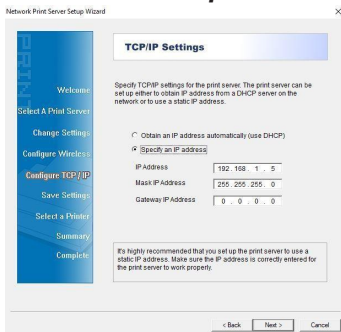 Network Print Server Setup Wizard
PRINT
TCP/IP Settings
Specify TCP/IP settings for the print server. The print server can be
set up either to obtain IP address from a DHCP server on the
network or to use a static IP address.
Welcome
Select A Print Server
Change Settings
Configure Wireless
Configure TCP / IP
Save Settings
Select a Printer
Summary
Complete
Obtain an IP address automatically (use DHCP)
Specify an IP address
IP Address 192 . 168 . 1 . 5
Mask IP Address 255 . 255 . 255 . 0
Gateway IP Address 0 . 0 . 0 . 0
It's highly recommended that you set up the print server to use a
static IP address. Make sure the IP address is correctly entered for
the print server to work properly.
< Back Next > Cancel